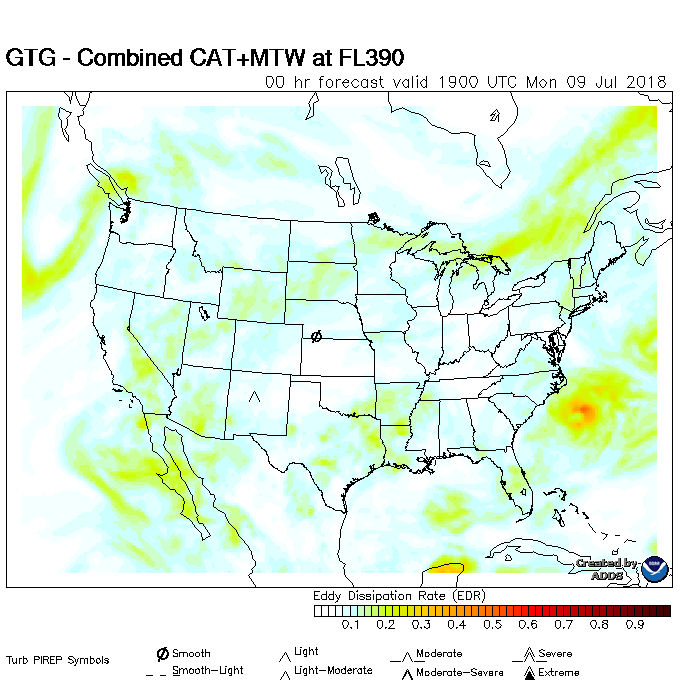 GTG - Combined CAT+MTW at FL390
00 hr forecast valid 1900 UTC Mon 09 Jul 2018
Created by
ADDS
Eddy Dissipation Rate (EDR)
0.1 0.2 0.3 0.4 0.5 0.6 0.7 0.8 0.9
Turb PIREP Symbols
Smooth Light Moderate Severe
Smooth-Light Light-Moderate Moderate-Severe Extreme